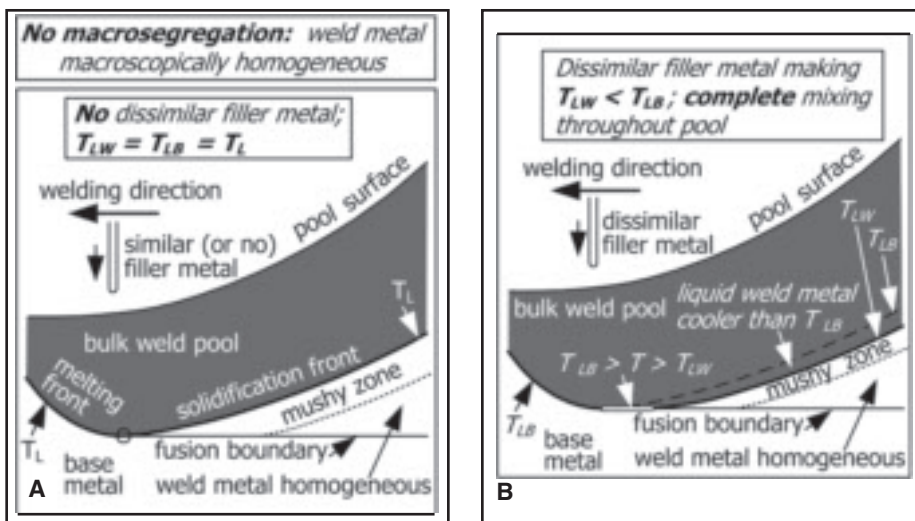 No macrosegregation: weld metal
macroscopically homogeneous
No dissimilar filler metal;
TLW = TLB = TL
welding direction
pool surface
similar (or no)
filler metal
TL
bulk weld pool
melting
front
solidification front
mushy zone
TL
fusion boundary
base
metal
weld metal homogeneous
A
Dissimilar filler metal making
TLW < TLB; complete mixing
throughout pool
welding direction
pool surface
TLW
TLB
dissimilar
filler metal
bulk weld pool
liquid weld metal
cooler than TLB
TLB > T > TLW
mushy zone
TLB
fusion boundary
base
metal
weld metal homogeneous
B